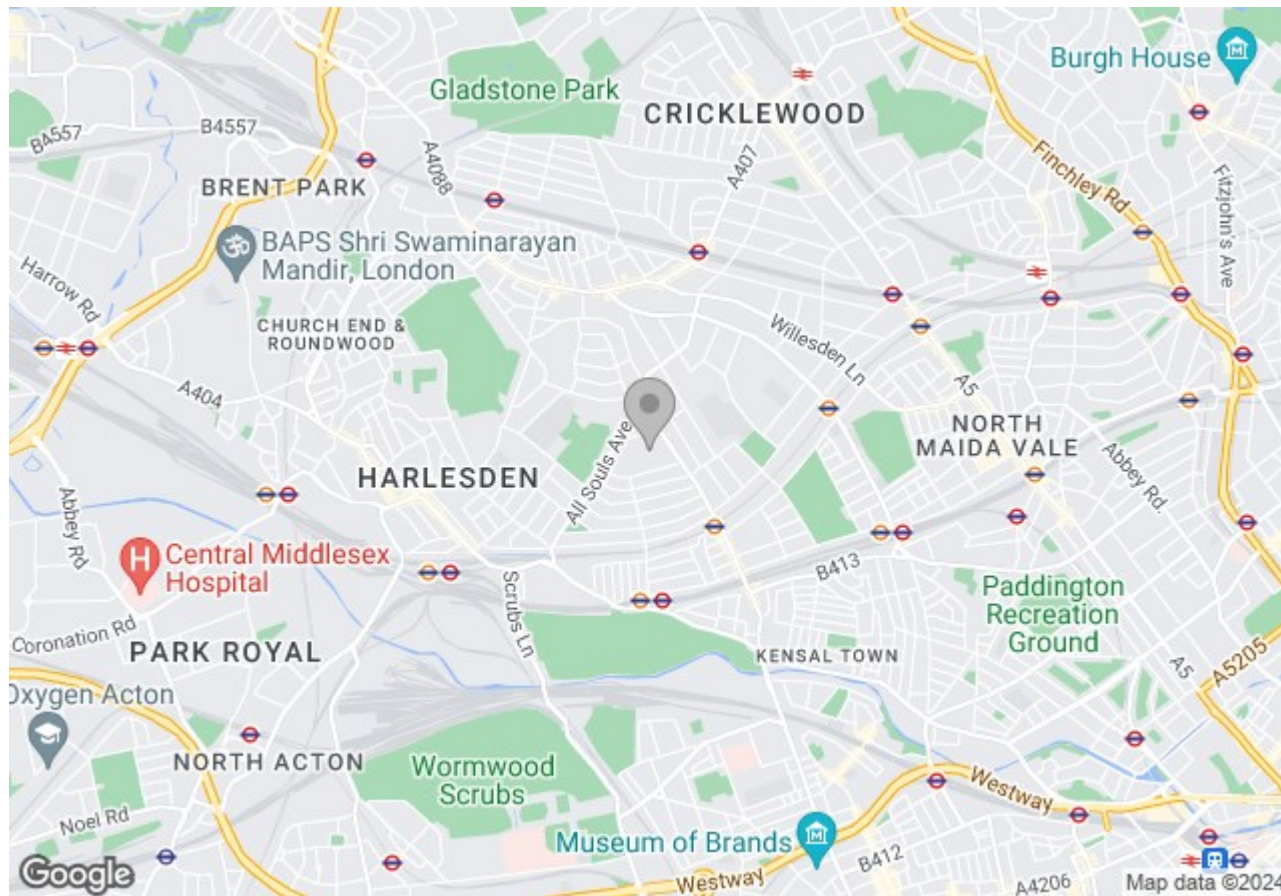 Burgh House
Gladstone Park
CRICKLEWOOD
B4557
B4557
A4088
A407
Finchley Rd
Fitzjohn's Ave
BRENT PARK
BAPS Shri Swaminarayan
Mandir, London
Harrow Rd
CHURCH END &
ROUNDWOOD
Willesden Ln
A404
A5
NORTH
MAIDA VALE
All Souls Ave
Abbey Rd.
HARLESDEN
Abbey Rd
Central Middlesex
Hospital
Scrubs Ln
B413
Paddington
Recreation
Ground
Coronation Rd
PARK ROYAL
KENSAL TOWN
A5
A5205
Oxygen Acton
NORTH ACTON
Wormwood
Scrubs
Westway
Noel Rd
Museum of Brands
B412
Westway
A4206
Google
Map data ©2024